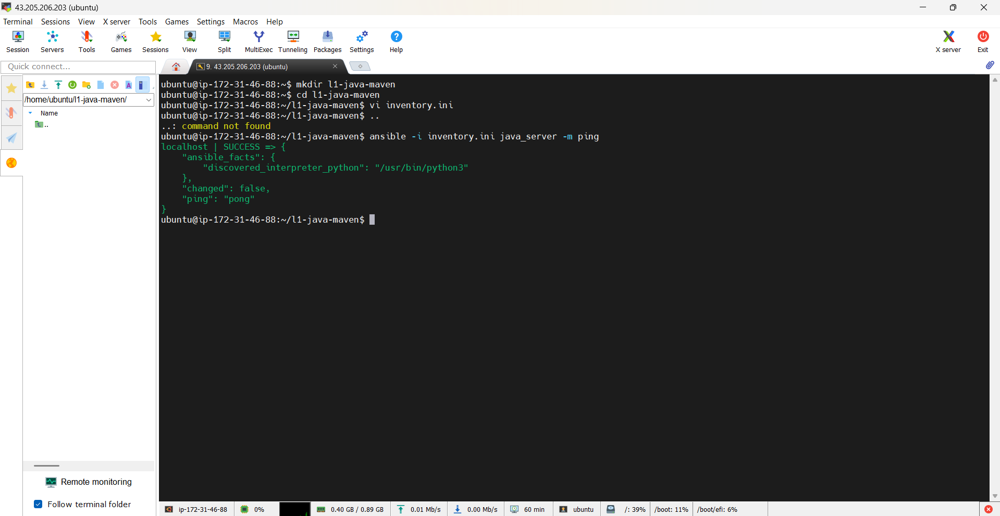 43.205.206.203 (ubuntu)
Terminal Sessions View X server Tools Games Settings Macros Help
Session Servers Tools Games Sessions View Split MultiExec Tunneling Packages Settings Help X server Exit
Quick connect...
9. 43.205.206.203 (ubuntu)
/home/ubuntu/l1-java-maven/
Name
..
ubuntu@ip-172-31-46-88:~$ mkdir l1-java-maven
ubuntu@ip-172-31-46-88:~$ cd l1-java-maven
ubuntu@ip-172-31-46-88:~/l1-java-maven$ vi inventory.ini
ubuntu@ip-172-31-46-88:~/l1-java-maven$ ..
..: command not found
ubuntu@ip-172-31-46-88:~/l1-java-maven$ ansible -i inventory.ini java_server -m ping
localhost | SUCCESS => {
    "ansible_facts": {
        "discovered_interpreter_python": "/usr/bin/python3"
    },
    "changed": false,
    "ping": "pong"
}
ubuntu@ip-172-31-46-88:~/l1-java-maven$
Remote monitoring
Follow terminal folder
ip-172-31-46-88 0% 0.40 GB / 0.89 GB 0.01 Mb/s 0.00 Mb/s 60 min ubuntu /: 39% /boot: 11% /boot/efi: 6%